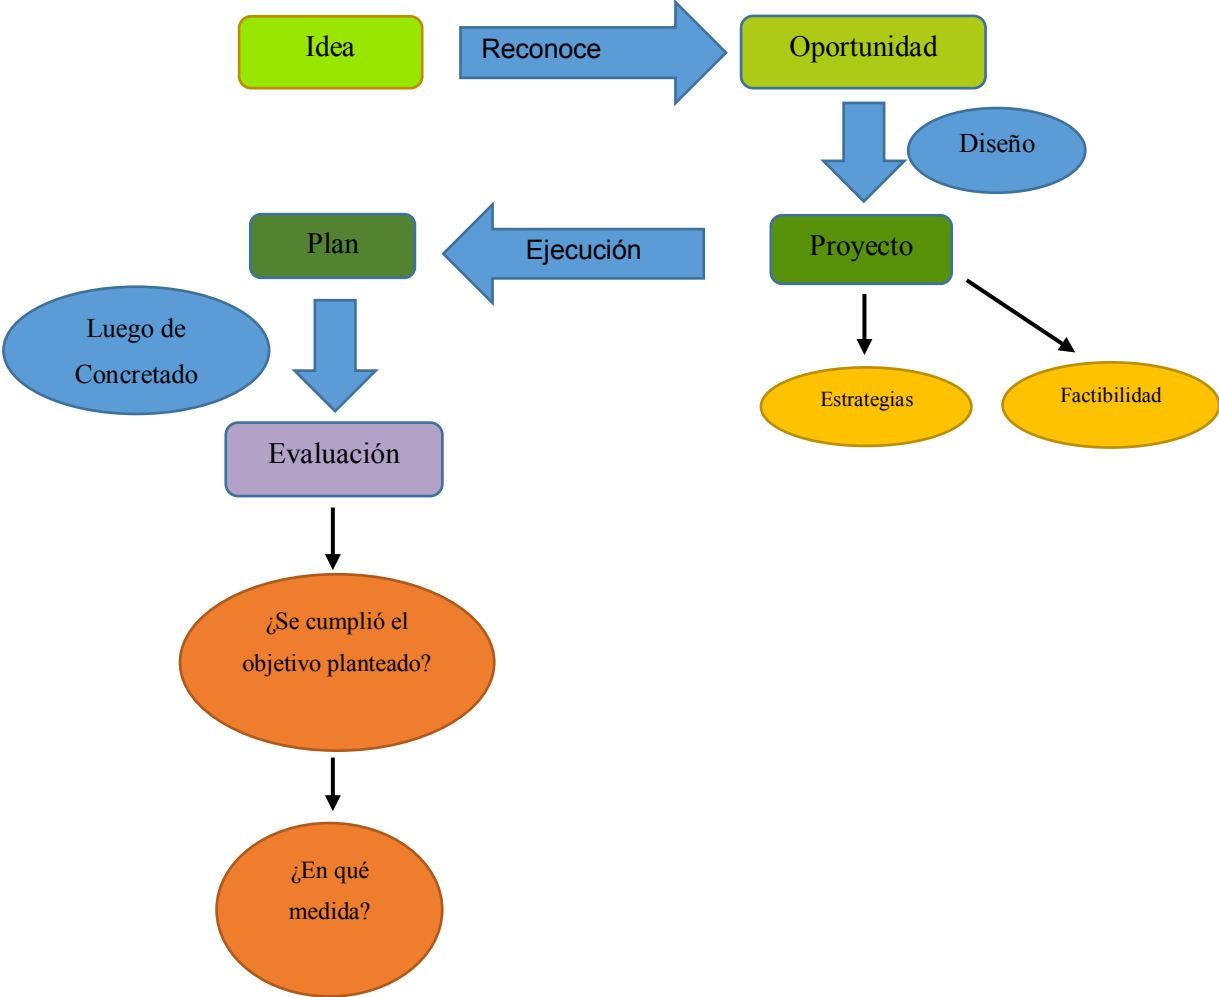 Idea
Reconoce
Oportunidad
Diseño
Plan
Ejecución
Proyecto
Luego de
Concretado
Estrategias
Factibilidad
Evaluación
¿Se cumplió el
objetivo planteado?
¿En qué
medida?